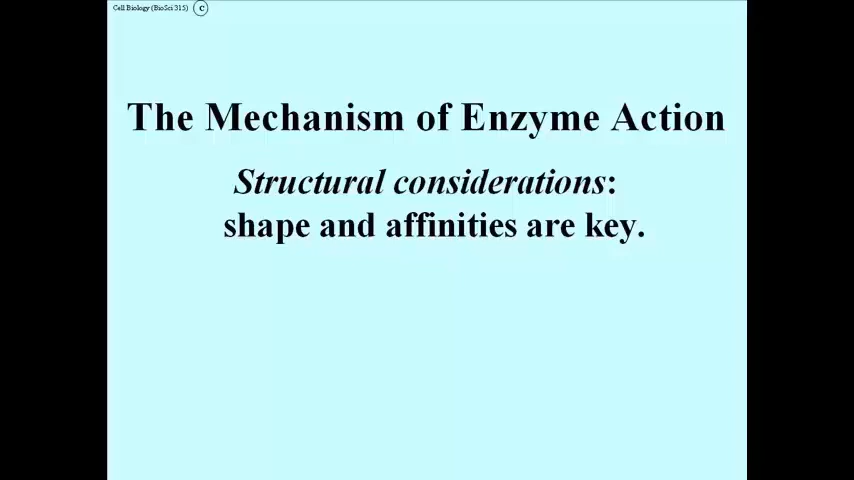 Cell Biology (BioSci 315) C
The Mechanism of Enzyme Action
Structural considerations:
shape and affinities are key.